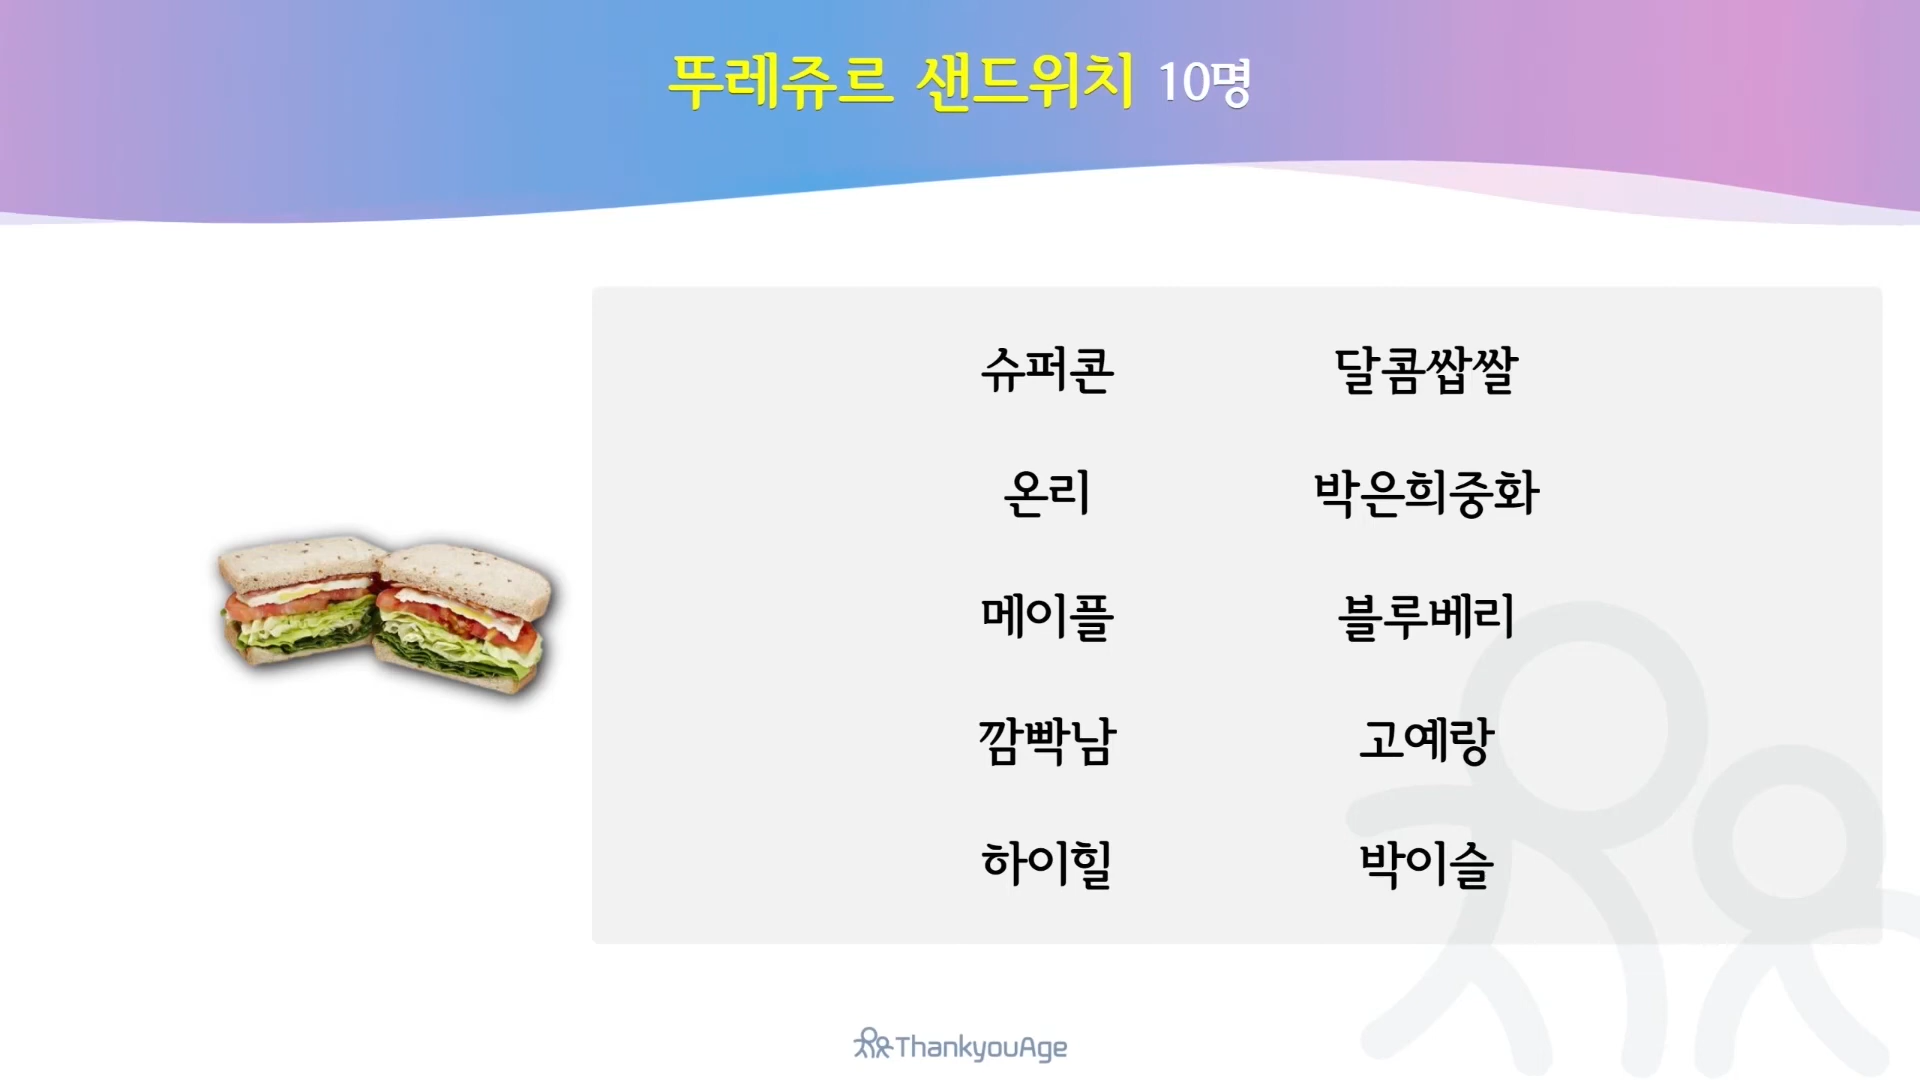 뚜레쥬르 샌드위치 10명
슈퍼콘 달콤쌉쌀
온리 박은희중화
메이플 블루베리
깜빡남 고예랑
하이힐 박이슬
ThankyouAge